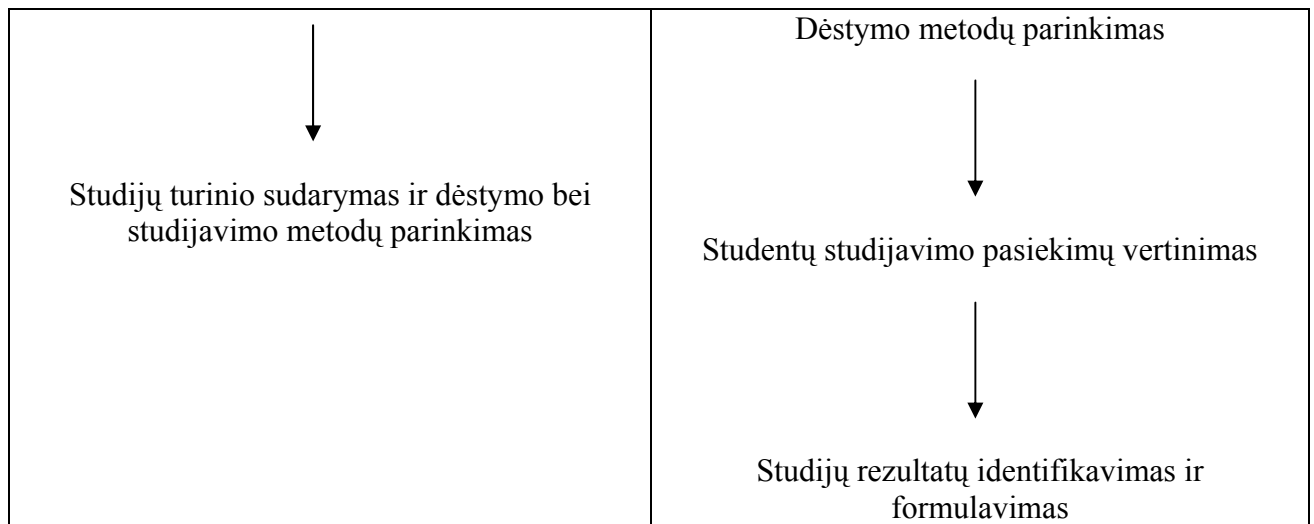 Studijų turinio sudarymas ir dėstymo bei
studijavimo metodų parinkimas
Dėstymo metodų parinkimas
Studentų studijavimo pasiekimų vertinimas
Studijų rezultatų identifikavimas ir
formulavimas